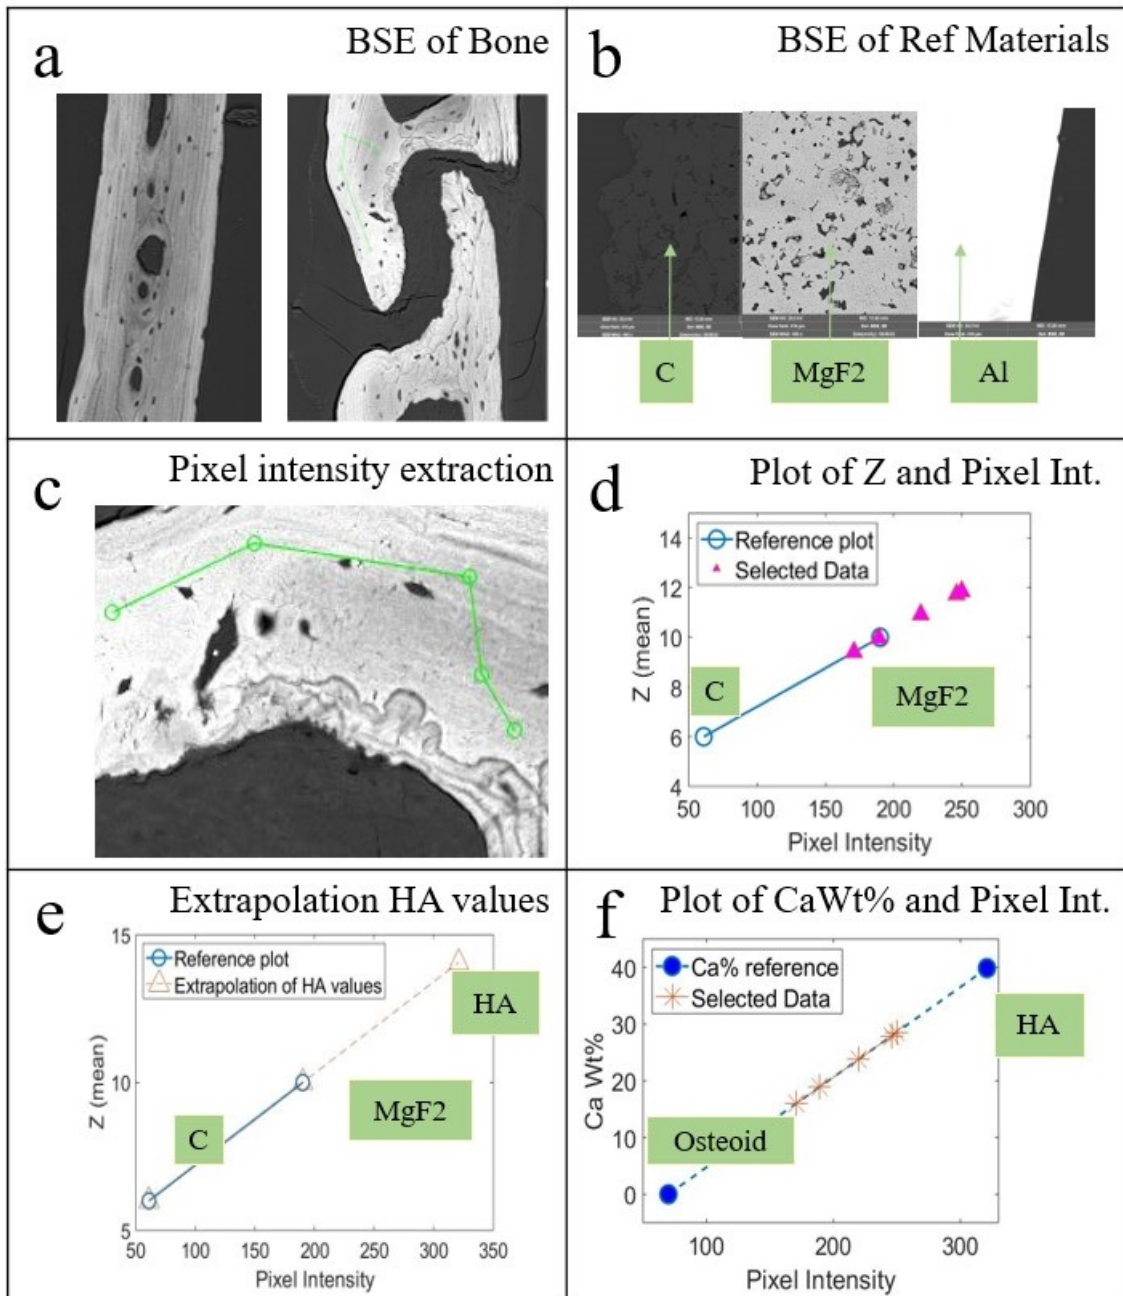 a
BSE of Bone
b
BSE of Ref Materials
C
MgF2
Al
c
Pixel intensity extraction
d
Plot of Z and Pixel Int.
14
12
10
8
6
4
Z (mean)
Reference plot
Selected Data
C
MgF2
50 100 150 200 250 300
Pixel Intensity
e
Extrapolation HA values
15
10
5
Z (mean)
Reference plot
Extrapolation of HA values
HA
MgF2
C
50 100 150 200 250 300 350
Pixel Intensity
f
Plot of CaWt% and Pixel Int.
40
30
20
10
0
Ca Wt%
Ca% reference
Selected Data
HA
Osteoid
100 200 300
Pixel Intensity